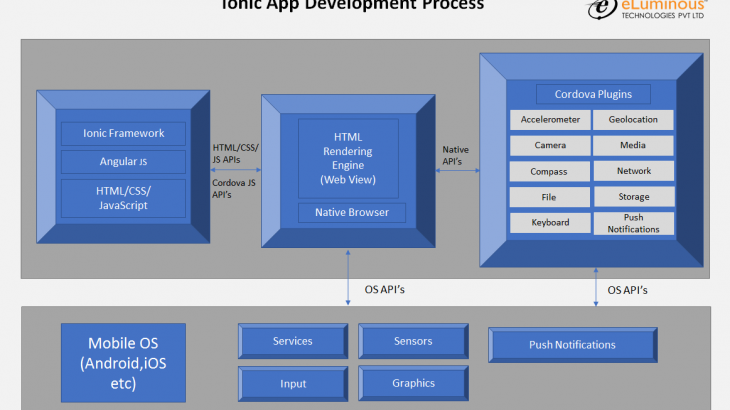 Ionic App Development Process
eLuminous
TECHNOLOGIES PVT LTD
Ionic Framework
Angular JS
HTML/CSS/
JavaScript
HTML/CSS/
JS APIs
Cordova JS
API's
HTML
Rendering
Engine
(Web View)
Native Browser
Native
API's
Cordova Plugins
Accelerometer
Geolocation
Camera
Media
Compass
Network
File
Storage
Keyboard
Push
Notifications
OS API's
OS API's
Mobile OS
(Android,iOS
etc)
Services
Sensors
Input
Graphics
Push Notifications